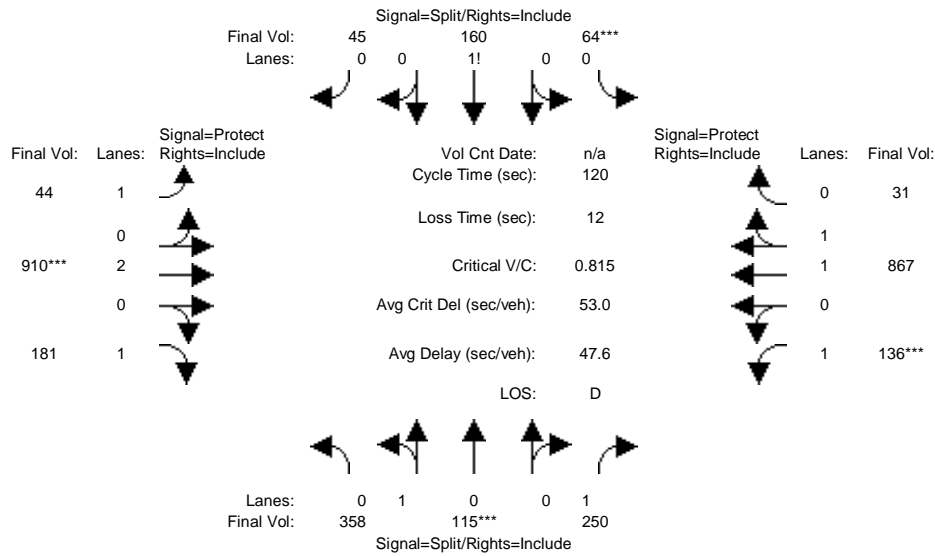 Signal=Split/Rights=Include
Final Vol: 45 160 64***
Lanes: 0 0 1! 0 0
Signal=Protect Signal=Protect
Final Vol: Lanes: Rights=Include Vol Cnt Date: n/a Rights=Include Lanes: Final Vol:
Cycle Time (sec): 120
44 1 0 31
Loss Time (sec): 12
0 1
910*** 2 Critical V/C: 0.815 1 867
0 Avg Crit Del (sec/veh): 53.0 0
181 1 Avg Delay (sec/veh): 47.6 1 136***
LOS: D
Lanes: 0 1 0 0 1
Final Vol: 358 115*** 250
Signal=Split/Rights=Include